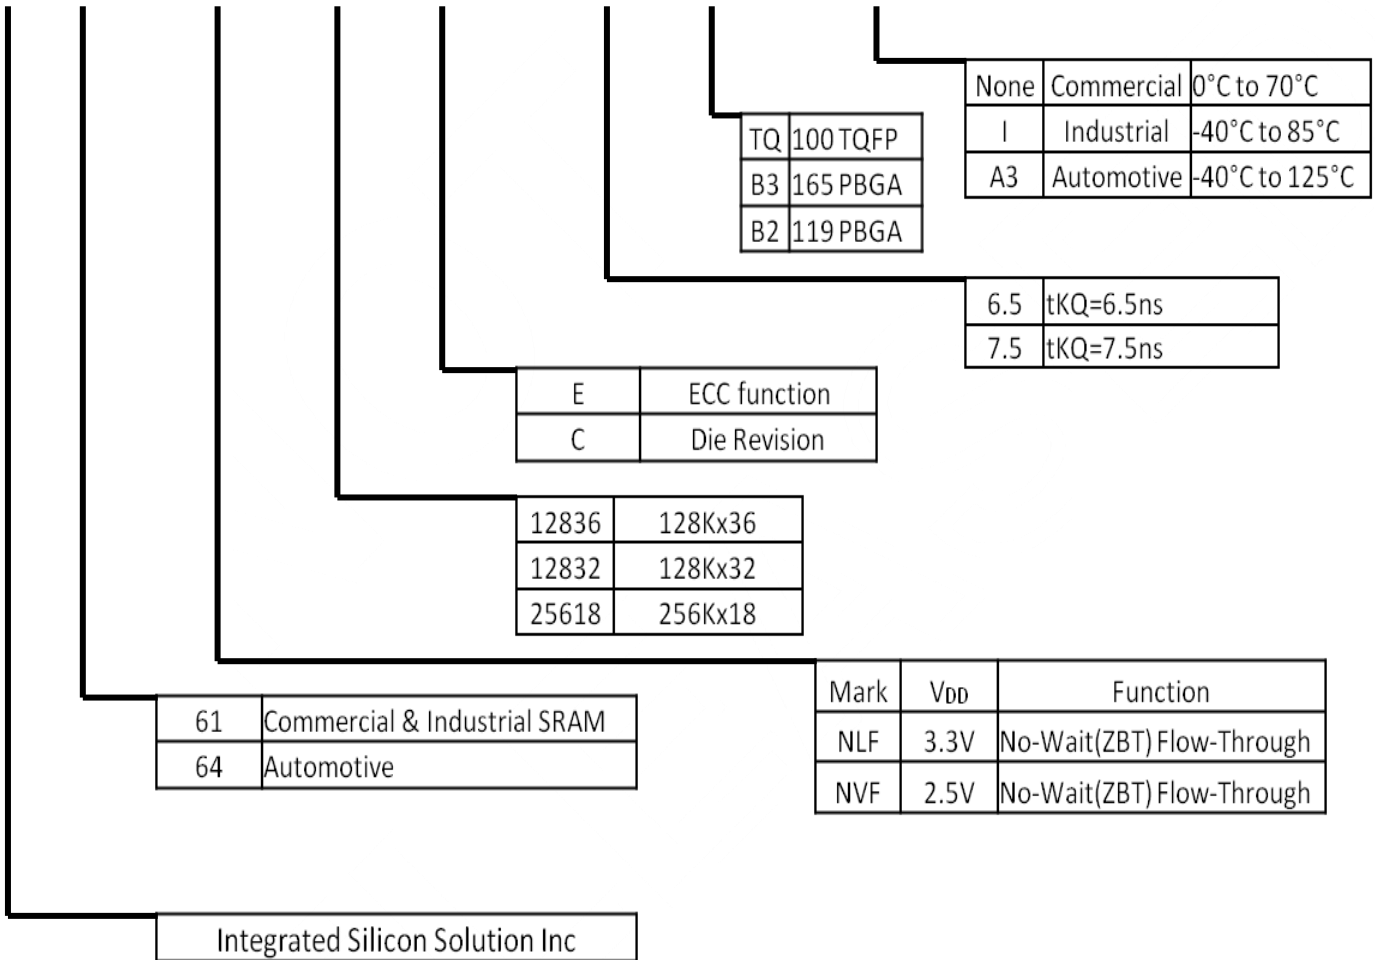 None Commercial 0°C to 70°C
I Industrial -40°C to 85°C
A3 Automotive -40°C to 125°C
TQ 100 TQFP
B3 165 PBGA
B2 119 PBGA
6.5 tKQ=6.5ns
7.5 tKQ=7.5ns
E ECC function
C Die Revision
12836 128Kx36
12832 128Kx32
25618 256Kx18
Mark VDD Function
NLF 3.3V No-Wait(ZBT) Flow-Through
NVF 2.5V No-Wait(ZBT) Flow-Through
61 Commercial & Industrial SRAM
64 Automotive
Integrated Silicon Solution Inc